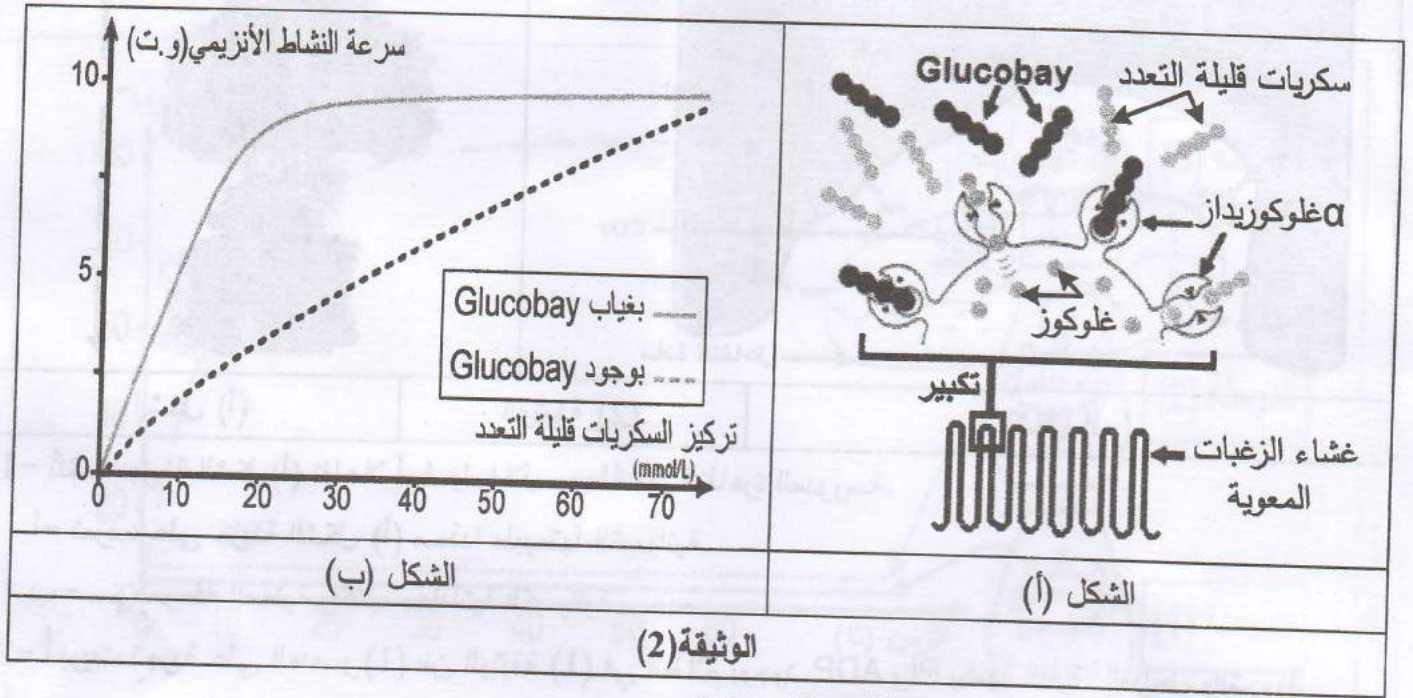 Glucobay
سكريات قليلة التعدد
αغلوكوزيداز
غلوكوز
تكبير
غشاء الزغبات
المعوية
الشكل (أ)
سرعة النشاط الأنزيمي(و.ت)
10
5
0
0 10 20 30 40 50 60 70
بغياب Glucobay
بوجود Glucobay
تركيز السكريات قليلة التعدد
(mmol/L)
الشكل (ب)
الوثيقة(2)